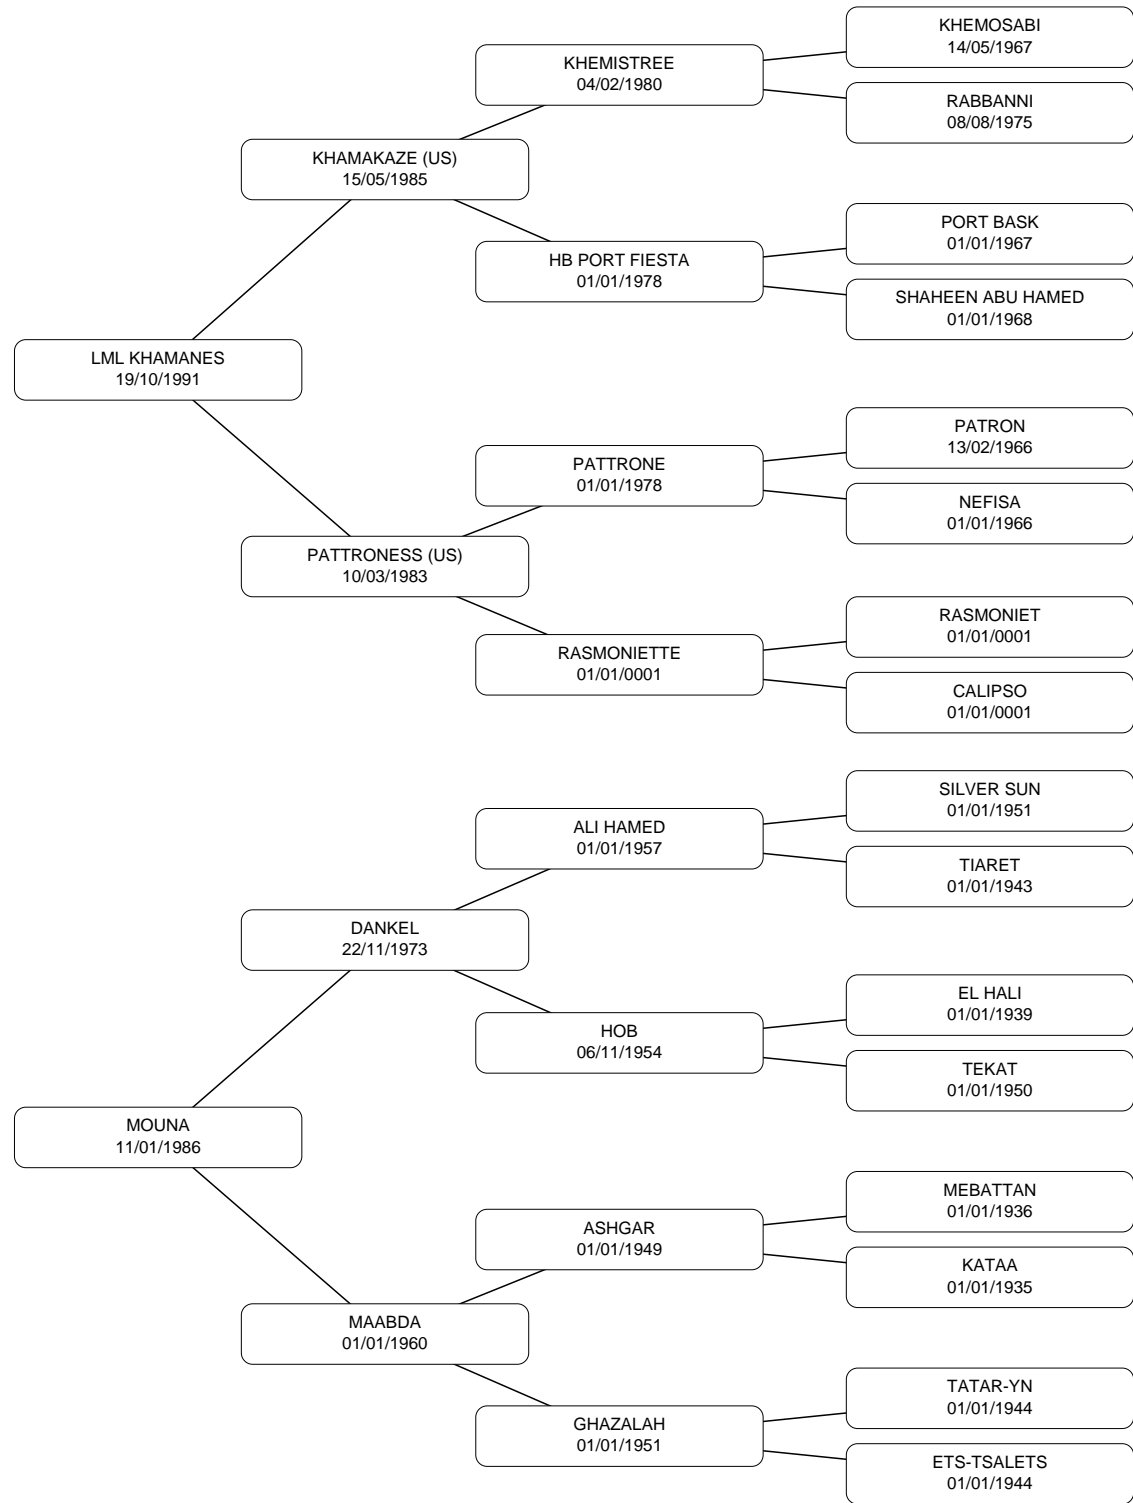 KHEMOSABI
14/05/1967
KHEMISTREE
04/02/1980
RABBANNI
08/08/1975
KHAMAKAZE (US)
15/05/1985
PORT BASK
01/01/1967
HB PORT FIESTA
01/01/1978
SHAHEEN ABU HAMED
01/01/1968
LML KHAMANES
19/10/1991
PATRON
13/02/1966
PATTRONE
01/01/1978
NEFISA
01/01/1966
PATTRONESS (US)
10/03/1983
RASMONIET
01/01/0001
RASMONIETTE
01/01/0001
CALIPSO
01/01/0001
SILVER SUN
01/01/1951
ALI HAMED
01/01/1957
TIARET
01/01/1943
DANKEL
22/11/1973
EL HALI
01/01/1939
HOB
06/11/1954
TEKAT
01/01/1950
MOUNA
11/01/1986
MEBATTAN
01/01/1936
ASHGAR
01/01/1949
KATAA
01/01/1935
MAABDA
01/01/1960
TATAR-YN
01/01/1944
GHAZALAH
01/01/1951
ETS-TSALETS
01/01/1944